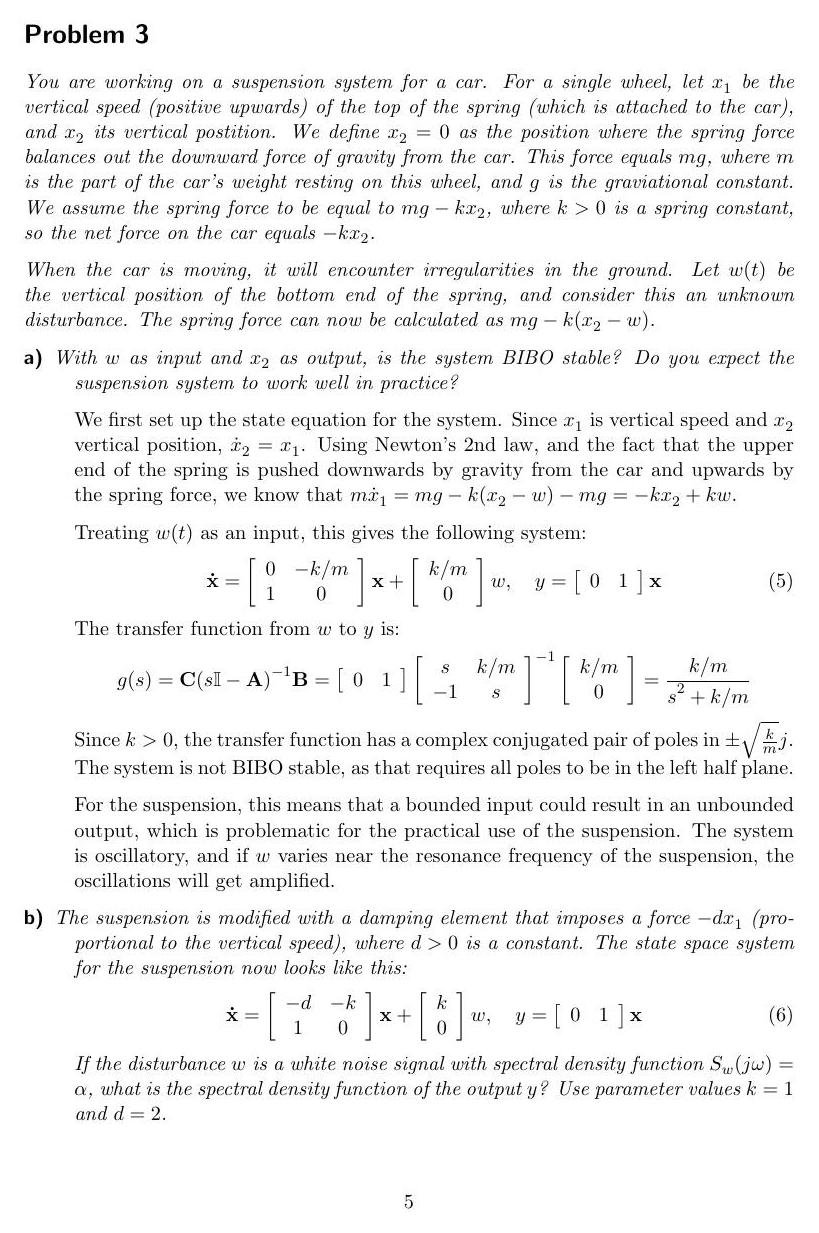 Problem 3
You are working on a suspension system for a car. For a single wheel, let x₁ be the
vertical speed (positive upwards) of the top of the spring (which is attached to the car),
and x₂ its vertical postition. We define x₂ = 0 as the position where the spring force
balances out the downward force of gravity from the car. This force equals mg, where m
is the part of the car's weight resting on this wheel, and g is the graviational constant.
We assume the spring force to be equal to mg − kx₂, where k > 0 is a spring constant,
so the net force on the car equals −kx₂.
When the car is moving, it will encounter irregularities in the ground. Let w(t) be
the vertical position of the bottom end of the spring, and consider this an unknown
disturbance. The spring force can now be calculated as mg − k(x₂ − w).
a) With w as input and x₂ as output, is the system BIBO stable? Do you expect the
suspension system to work well in practice?
We first set up the state equation for the system. Since x₁ is vertical speed and x₂
vertical position, ẋ₂ = x₁. Using Newton's 2nd law, and the fact that the upper
end of the spring is pushed downwards by gravity from the car and upwards by
the spring force, we know that mẋ₁ = mg − k(x₂ − w) − mg = −kx₂ + kw.
Treating w(t) as an input, this gives the following system:
ẋ = [ 0 −k/m ; 1 0 ] x + [ k/m ; 0 ] w, y = [ 0 1 ] x (5)
The transfer function from w to y is:
g(s) = C(sI − A)⁻¹B = [ 0 1 ] [ s k/m ; −1 s ]⁻¹ [ k/m ; 0 ] = (k/m)/(s² + k/m)
Since k > 0, the transfer function has a complex conjugated pair of poles in ±√(k/m)j.
The system is not BIBO stable, as that requires all poles to be in the left half plane.
For the suspension, this means that a bounded input could result in an unbounded
output, which is problematic for the practical use of the suspension. The system
is oscillatory, and if w varies near the resonance frequency of the suspension, the
oscillations will get amplified.
b) The suspension is modified with a damping element that imposes a force −dx₁ (pro-
portional to the vertical speed), where d > 0 is a constant. The state space system
for the suspension now looks like this:
ẋ = [ −d −k ; 1 0 ] x + [ k ; 0 ] w, y = [ 0 1 ] x (6)
If the disturbance w is a white noise signal with spectral density function S_w(jω) =
α, what is the spectral density function of the output y? Use parameter values k = 1
and d = 2.
5